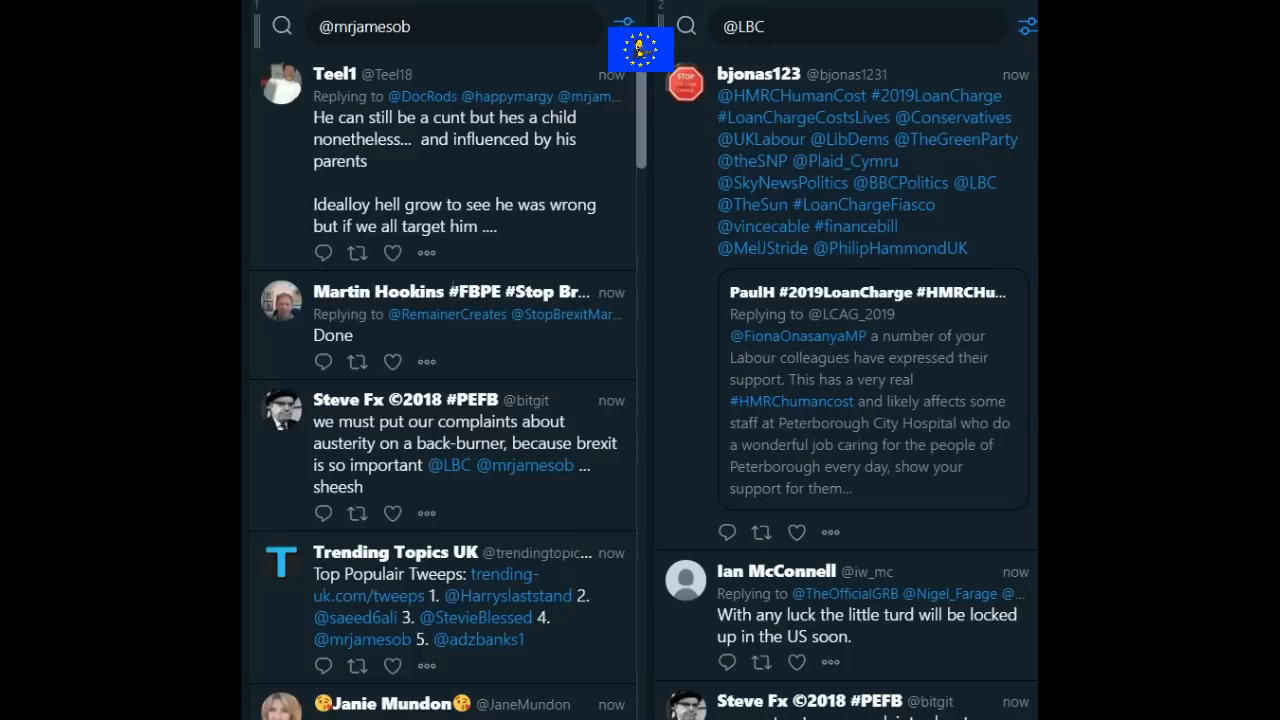 1
@mrjamesob
Teel1 @Teel18 now
Replying to @DocRods @happymargy @mrjam...
He can still be a cunt but hes a child
nonetheless... and influenced by his
parents
Idealloy hell grow to see he was wrong
but if we all target him ....
Martin Hookins #FBPE #Stop Br... now
Replying to @RemainerCreates @StopBrexitMar...
Done
Steve Fx ©2018 #PEFB @bitgit now
we must put our complaints about
austerity on a back-burner, because brexit
is so important @LBC @mrjamesob ...
sheesh
Trending Topics UK @trendingtopic... now
Top Populair Tweeps: trending-
uk.com/tweeps 1. @Harryslaststand 2.
@saeed6ali 3. @StevieBlessed 4.
@mrjamesob 5. @adzbanks1
😘Janie Mundon😘 @JaneMundon now
2
@LBC
STOP
bjonas123 @bjonas1231 now
@HMRCHumanCost #2019LoanCharge
#LoanChargeCostsLives @Conservatives
@UKLabour @LibDems @TheGreenParty
@theSNP @Plaid_Cymru
@SkyNewsPolitics @BBCPolitics @LBC
@TheSun #LoanChargeFiasco
@vincecable #financebill
@MelJStride @PhilipHammondUK
PaulH #2019LoanCharge #HMRCHu...
Replying to @LCAG_2019
@FionaOnasanyaMP a number of your
Labour colleagues have expressed their
support. This has a very real
#HMRChumancost and likely affects some
staff at Peterborough City Hospital who do
a wonderful job caring for the people of
Peterborough every day, show your
support for them...
Ian McConnell @iw_mc now
Replying to @TheOfficialGRB @Nigel_Farage @...
With any luck the little turd will be locked
up in the US soon.
Steve Fx ©2018 #PEFB @bitgit now